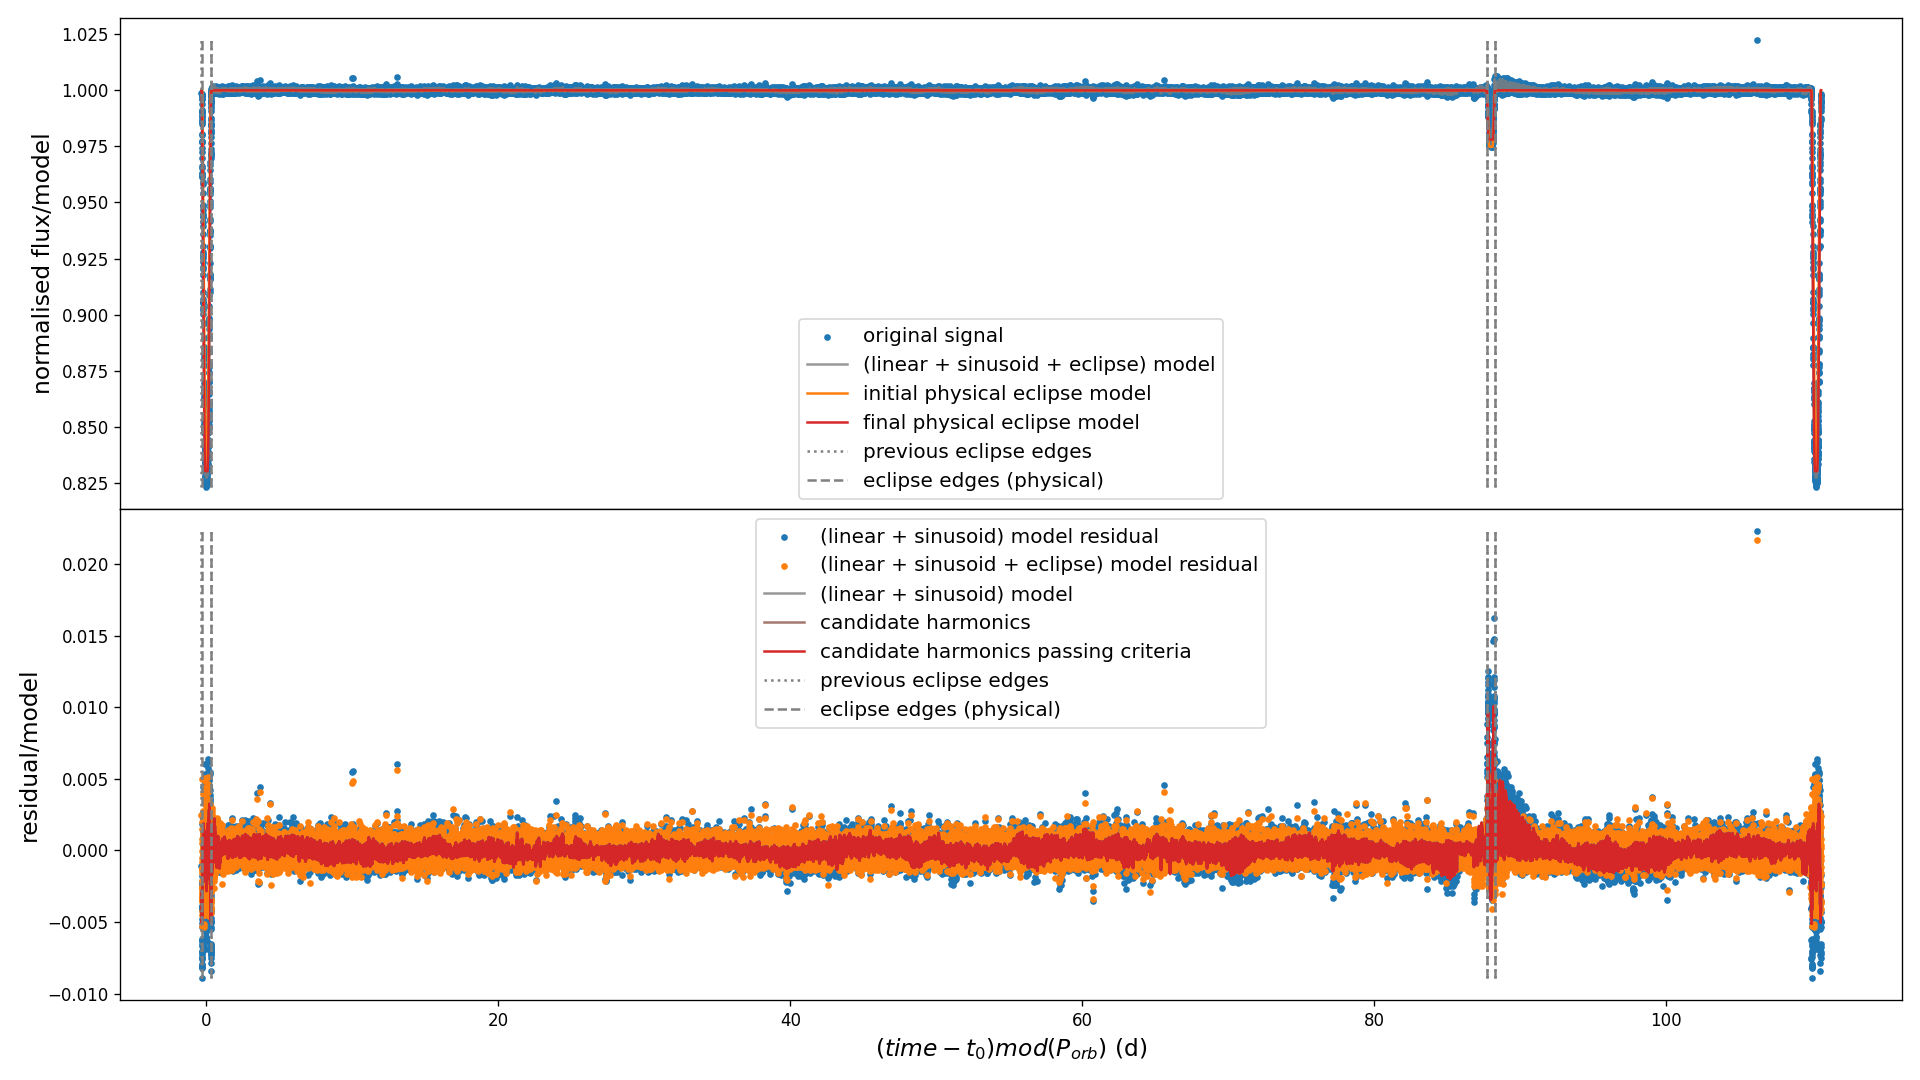 1.025
1.000
0.975
0.950
0.925
0.900
0.875
0.850
0.825
normalised flux/model
original signal
(linear + sinusoid + eclipse) model
initial physical eclipse model
final physical eclipse model
previous eclipse edges
eclipse edges (physical)
0.020
0.015
0.010
0.005
0.000
−0.005
−0.010
residual/model
(linear + sinusoid) model residual
(linear + sinusoid + eclipse) model residual
(linear + sinusoid) model
candidate harmonics
candidate harmonics passing criteria
previous eclipse edges
eclipse edges (physical)
0 20 40 60 80 100
(time − t₀)mod(Pₒᵣb) (d)